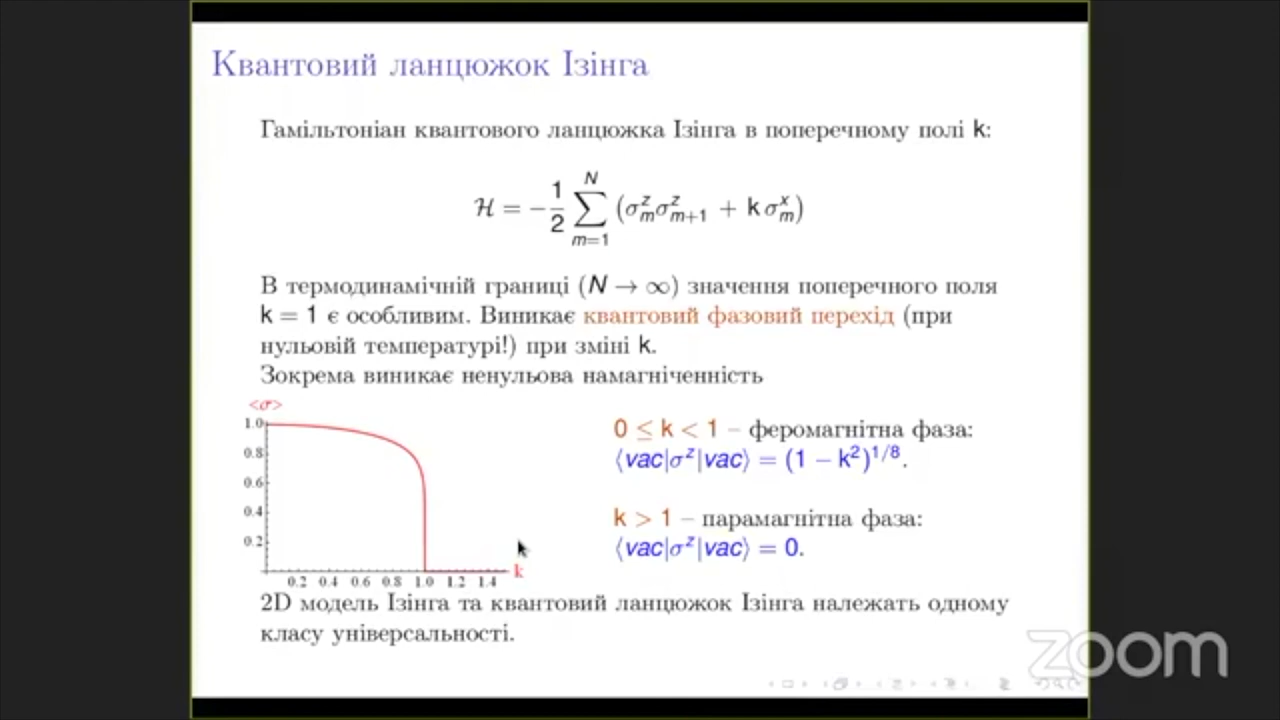 Квантовий ланцюжок Ізінга
Гамільтоніан квантового ланцюжка Ізінга в поперечному полі k:
ℋ = −1/2 ∑_{m=1}^{N} (σ^z_m σ^z_{m+1} + k σ^x_m)
В термодинамічній границі (N → ∞) значення поперечного поля
k = 1 є особливим. Виникає квантовий фазовий перехід (при
нульовій температурі!) при зміні k.
Зокрема виникає ненульова намагніченність
<σ>
1.0
0.8
0.6
0.4
0.2
0.2 0.4 0.6 0.8 1.0 1.2 1.4
k
0 ≤ k < 1 – феромагнітна фаза:
⟨vac|σ^z|vac⟩ = (1 − k²)^{1/8}.
k > 1 – парамагнітна фаза:
⟨vac|σ^z|vac⟩ = 0.
2D модель Ізінга та квантовий ланцюжок Ізінга належать одному
класу універсальності.
zoom